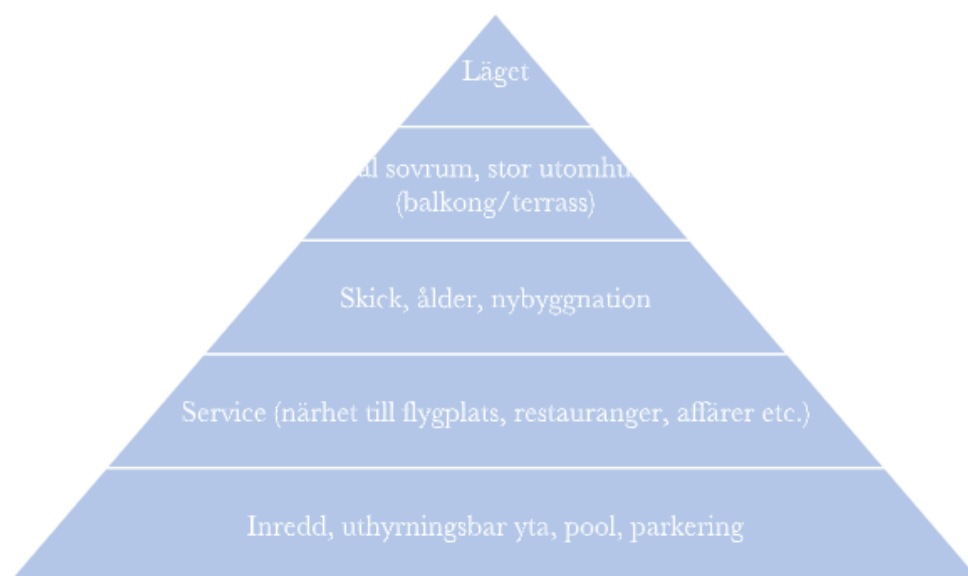 Läget
sovrum, stor
(balkong/terrass)
Skick, ålder, nybyggnation
Service (närhet till flygplats, restauranger, affärer etc.)
Inredd, uthyrningsbar yta, pool, parkering